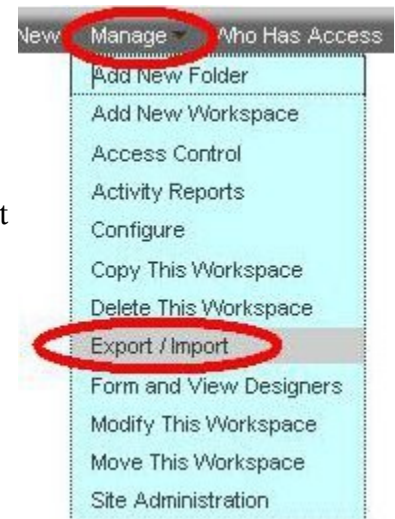 New Manage Who Has Access
Add New Folder
Add New Workspace
Access Control
Activity Reports
t
Configure
Copy This Workspace
Delete This Workspace
Export / Import
Form and View Designers
Modify This Workspace
Move This Workspace
Site Administration